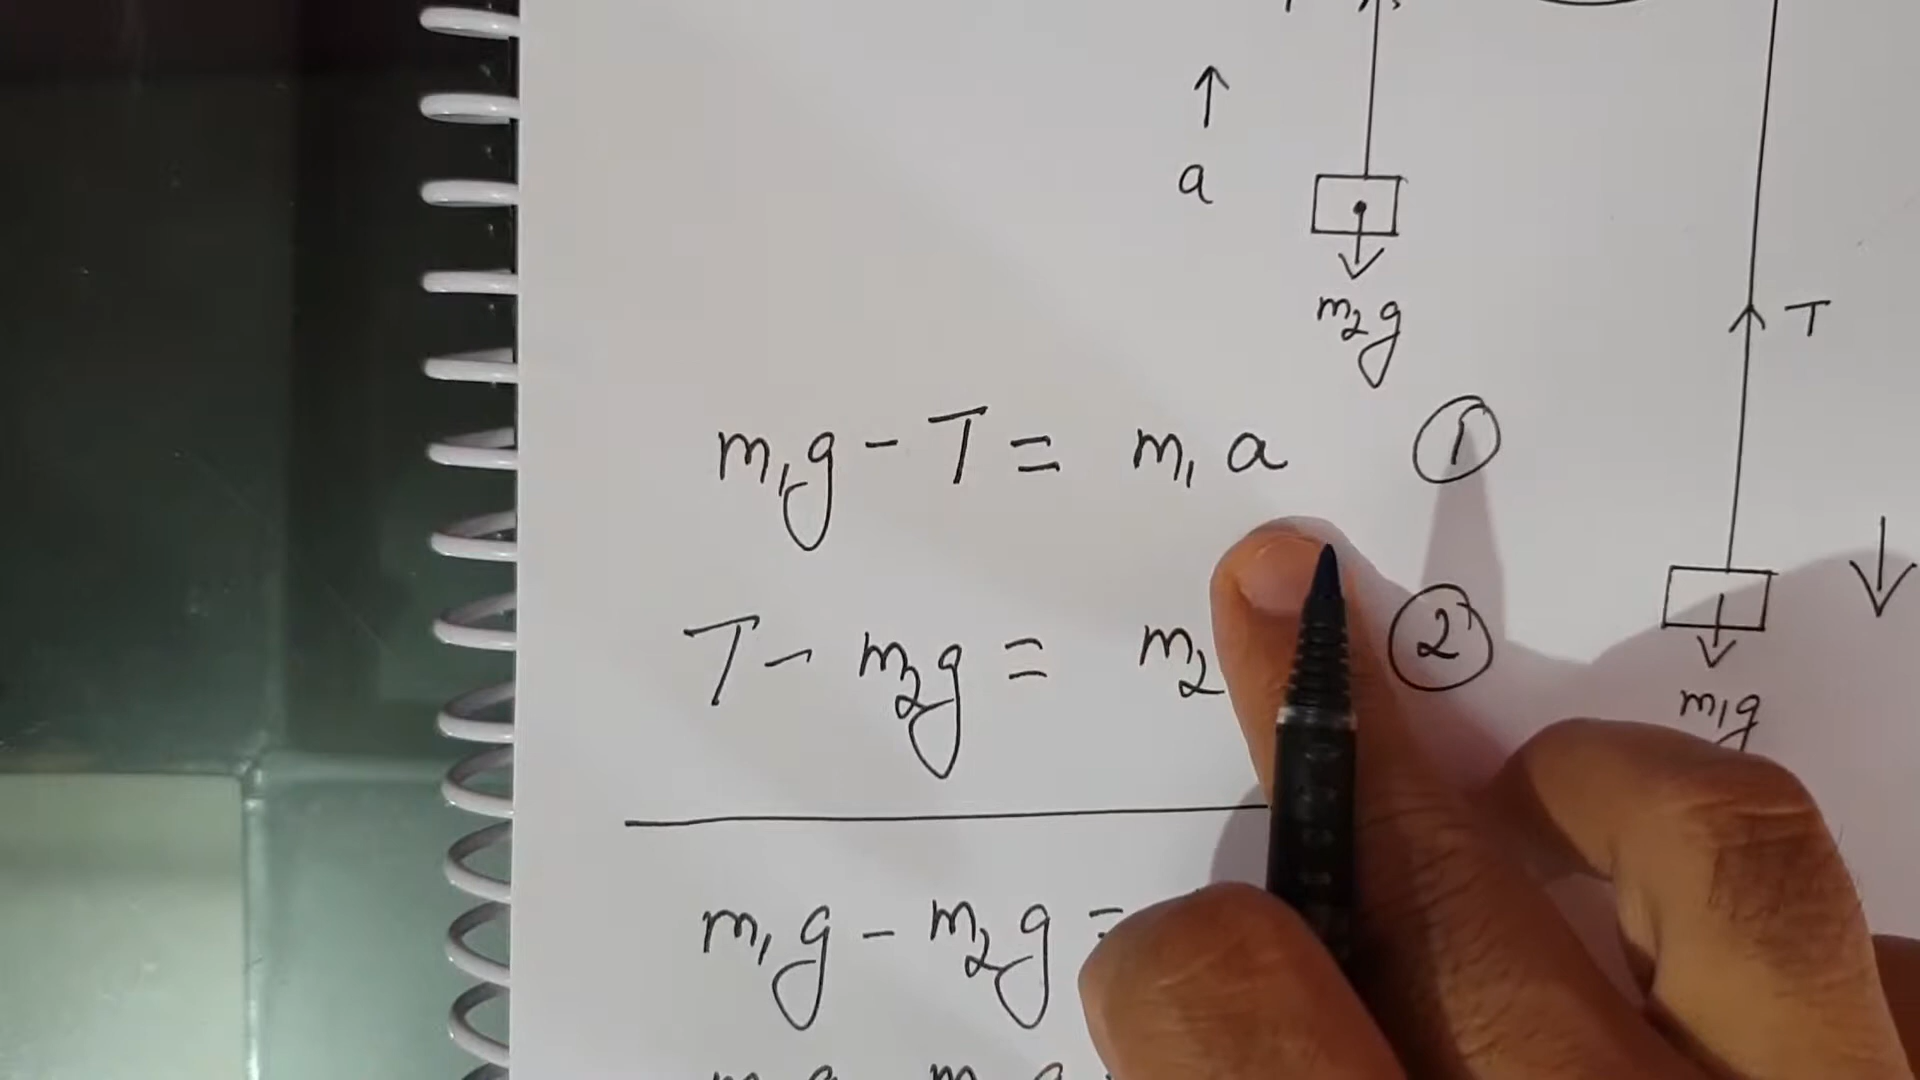 a
m₂g
T
m₁g - T = m₁ a ①
T - m₂g = m₂ ②
m₁g
m₁g - m₂g =